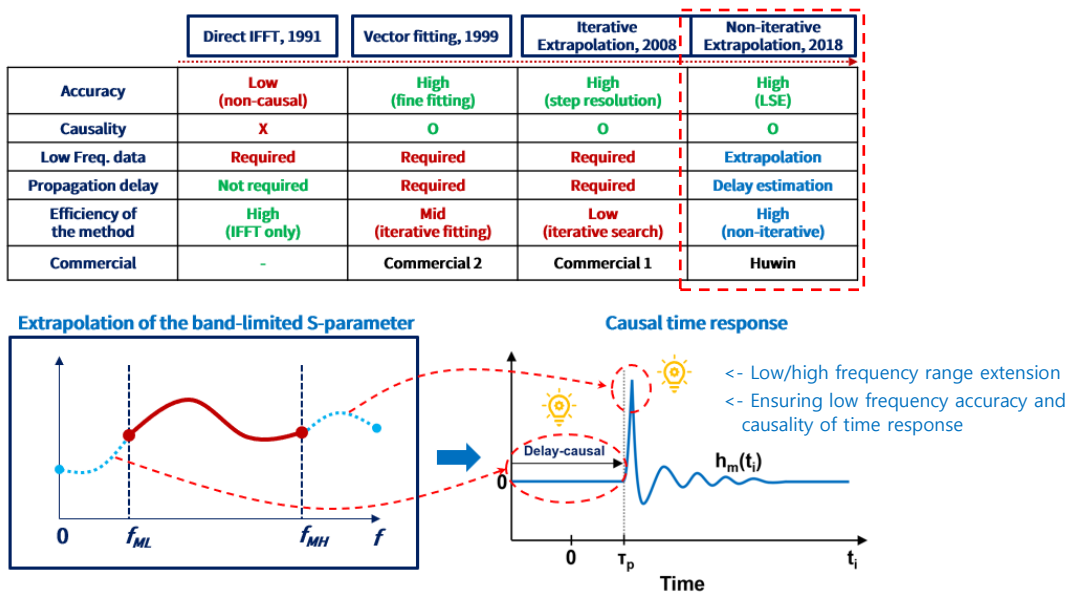 Direct IFFT, 1991
Vector fitting, 1999
Iterative
Extrapolation, 2008
Non-iterative
Extrapolation, 2018
Accuracy
Low
(non-causal)
High
(fine fitting)
High
(step resolution)
High
(LSE)
Causality
X
O
O
O
Low Freq. data
Required
Required
Required
Extrapolation
Propagation delay
Not required
Required
Required
Delay estimation
Efficiency of
the method
High
(IFFT only)
Mid
(iterative fitting)
Low
(iterative search)
High
(non-iterative)
Commercial
-
Commercial 2
Commercial 1
Huwin
Extrapolation of the band-limited S-parameter
0
f_ML
f_MH
f
Causal time response
<- Low/high frequency range extension
<- Ensuring low frequency accuracy and
causality of time response
Delay-causal
h_m(t_i)
0
0
τ_p
t_i
Time